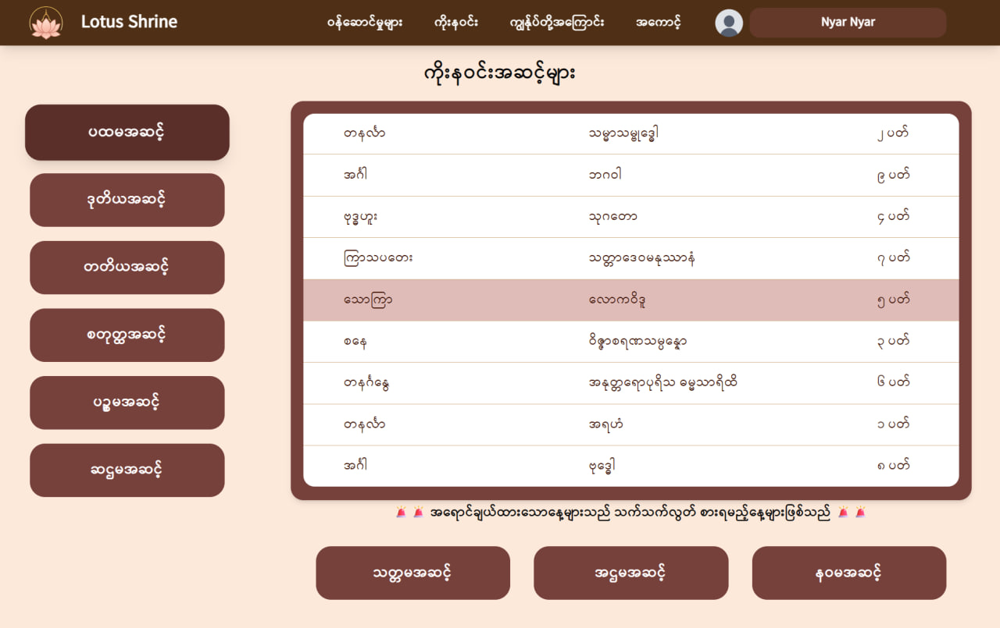 Lotus Shrine ဝန်ဆောင်မှုများ ကိုးနဝင်း ကျွန်ုပ်တို့အကြောင်း အကောင့် Nyar Nyar
ကိုးနဝင်းအဆင့်များ
ပထမအဆင့်
ဒုတိယအဆင့်
တတိယအဆင့်
စတုတ္ထအဆင့်
ပဉ္စမအဆင့်
ဆဌမအဆင့်
တနင်္လာ သမ္မာသမ္ဗုဒ္ဓေါ ၂ ပတ်
အင်္ဂါ ဘဂဝါ ၉ ပတ်
ဗုဒ္ဓဟူး သုဂတော ၄ ပတ်
ကြာသပတေး သတ္တာဒေဝမနုဿာနံ ၇ ပတ်
သောကြာ လောကဝိဒူ ၅ ပတ်
စနေ ဝိဇ္ဇာစရဏသမ္ပန္နော ၃ ပတ်
တနင်္ဂနွေ အနုတ္တရောပုရိသ ဓမ္မသာရိထိ ၆ ပတ်
တနင်္လာ အရဟံ ၁ ပတ်
အင်္ဂါ ဗုဒ္ဓေါ ၈ ပတ်
🚨 🚨 အရောင်ချယ်ထားသောနေ့များသည် သက်သက်လွတ် စားရမည့်နေ့များဖြစ်သည် 🚨 🚨
သတ္တမအဆင့် အဌမအဆင့် နဝမအဆင့်